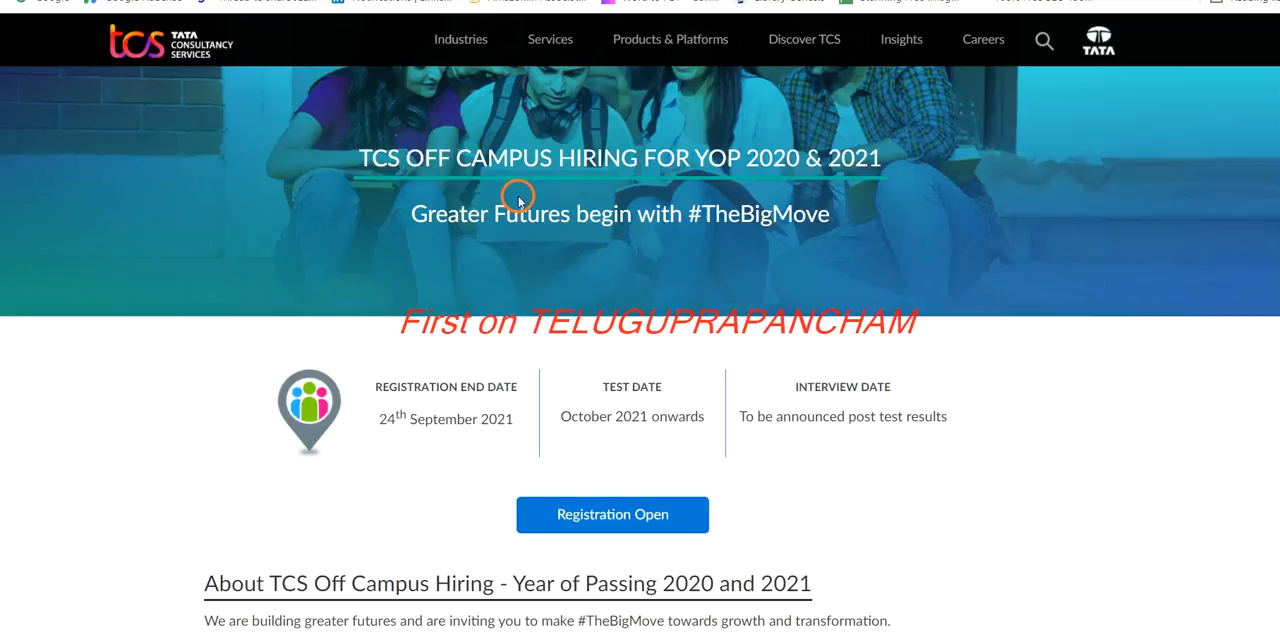 tcs TATA
CONSULTANCY
SERVICES
Industries Services Products & Platforms Discover TCS Insights Careers
TATA
TCS OFF CAMPUS HIRING FOR YOP 2020 & 2021
Greater Futures begin with #TheBigMove
First on TELUGUPRAPANCHAM
REGISTRATION END DATE TEST DATE INTERVIEW DATE
24th September 2021 October 2021 onwards To be announced post test results
Registration Open
About TCS Off Campus Hiring - Year of Passing 2020 and 2021
We are building greater futures and are inviting you to make #TheBigMove towards growth and transformation.